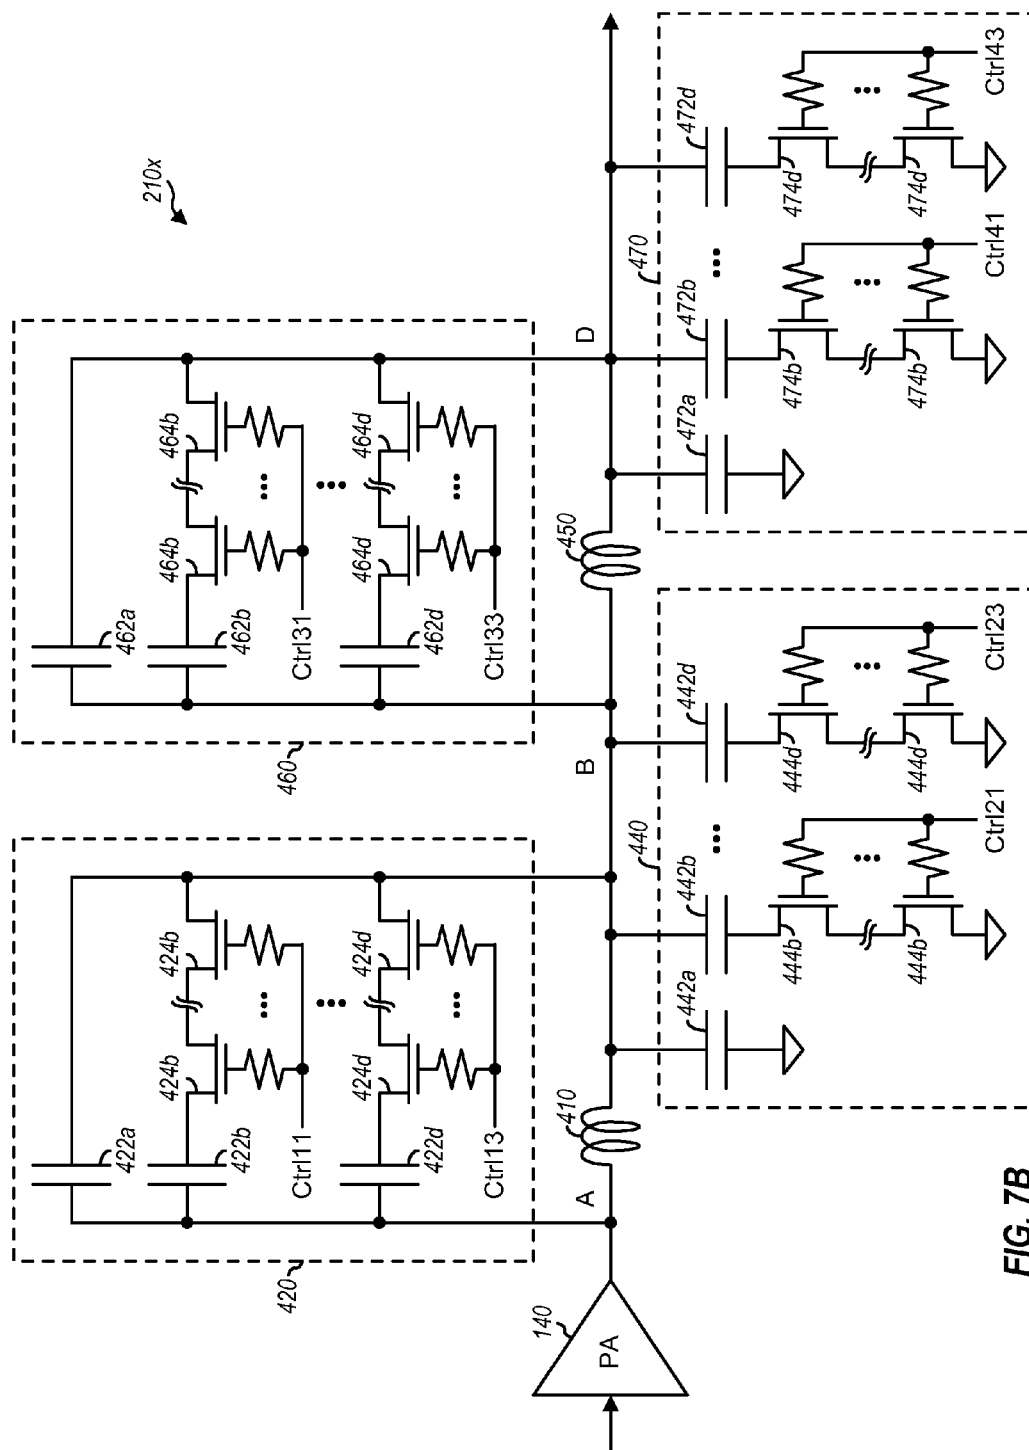 210x
420
422a
422b
424b
424b
Ctrl11
•••
•••
422d
424d
424d
Ctrl13
•••
460
462a
462b
464b
464b
Ctrl31
•••
•••
462d
464d
464d
Ctrl33
•••
140
PA
A
410
B
450
D
440
442a
442b
•••
442d
444b
•••
444b
Ctrl21
444d
•••
444d
Ctrl23
470
472a
472b
•••
472d
474b
•••
474b
Ctrl41
474d
•••
474d
Ctrl43
FIG. 7B